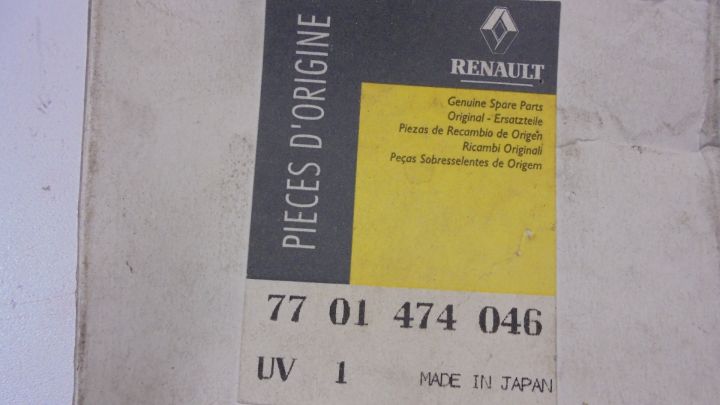 PIECES D'ORIGINE
RENAULT
Genuine Spare Parts
Original - Ersatzteile
Piezas de Recambio de Origen
Ricambi Originali
Peças Sobresselentes de Origem
77 01 474 046
UV 1 MADE IN JAPAN